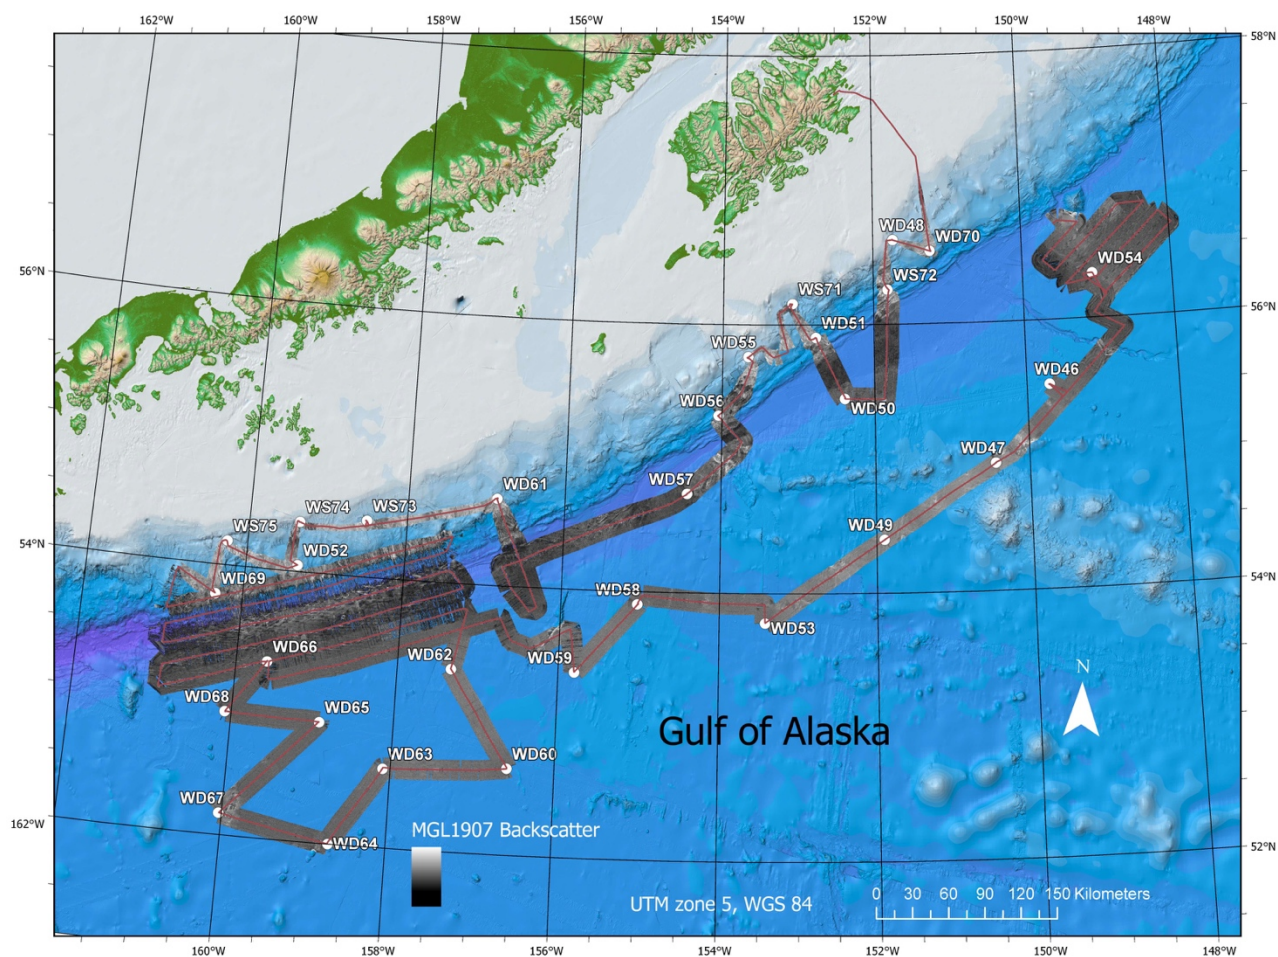 162°W 160°W 158°W 156°W 154°W 152°W 150°W 148°W
58°N
WD48
WD70
WD54
56°N
WS72
WS71
56°N
WD51
WD55
WD46
WD56
WD50
WD47
WD57
WD61
WS74 WS73
WS75
WD49
54°N
WD52
WD69
54°N
WD58
WD53
WD66
WD62
WD59
N
WD68
WD65
Gulf of Alaska
WD63 WD60
WD67
162°W
MGL1907 Backscatter
WD64
52°N
0 30 60 90 120 150 Kilometers
UTM zone 5, WGS 84
160°W 158°W 156°W 154°W 152°W 150°W 148°W